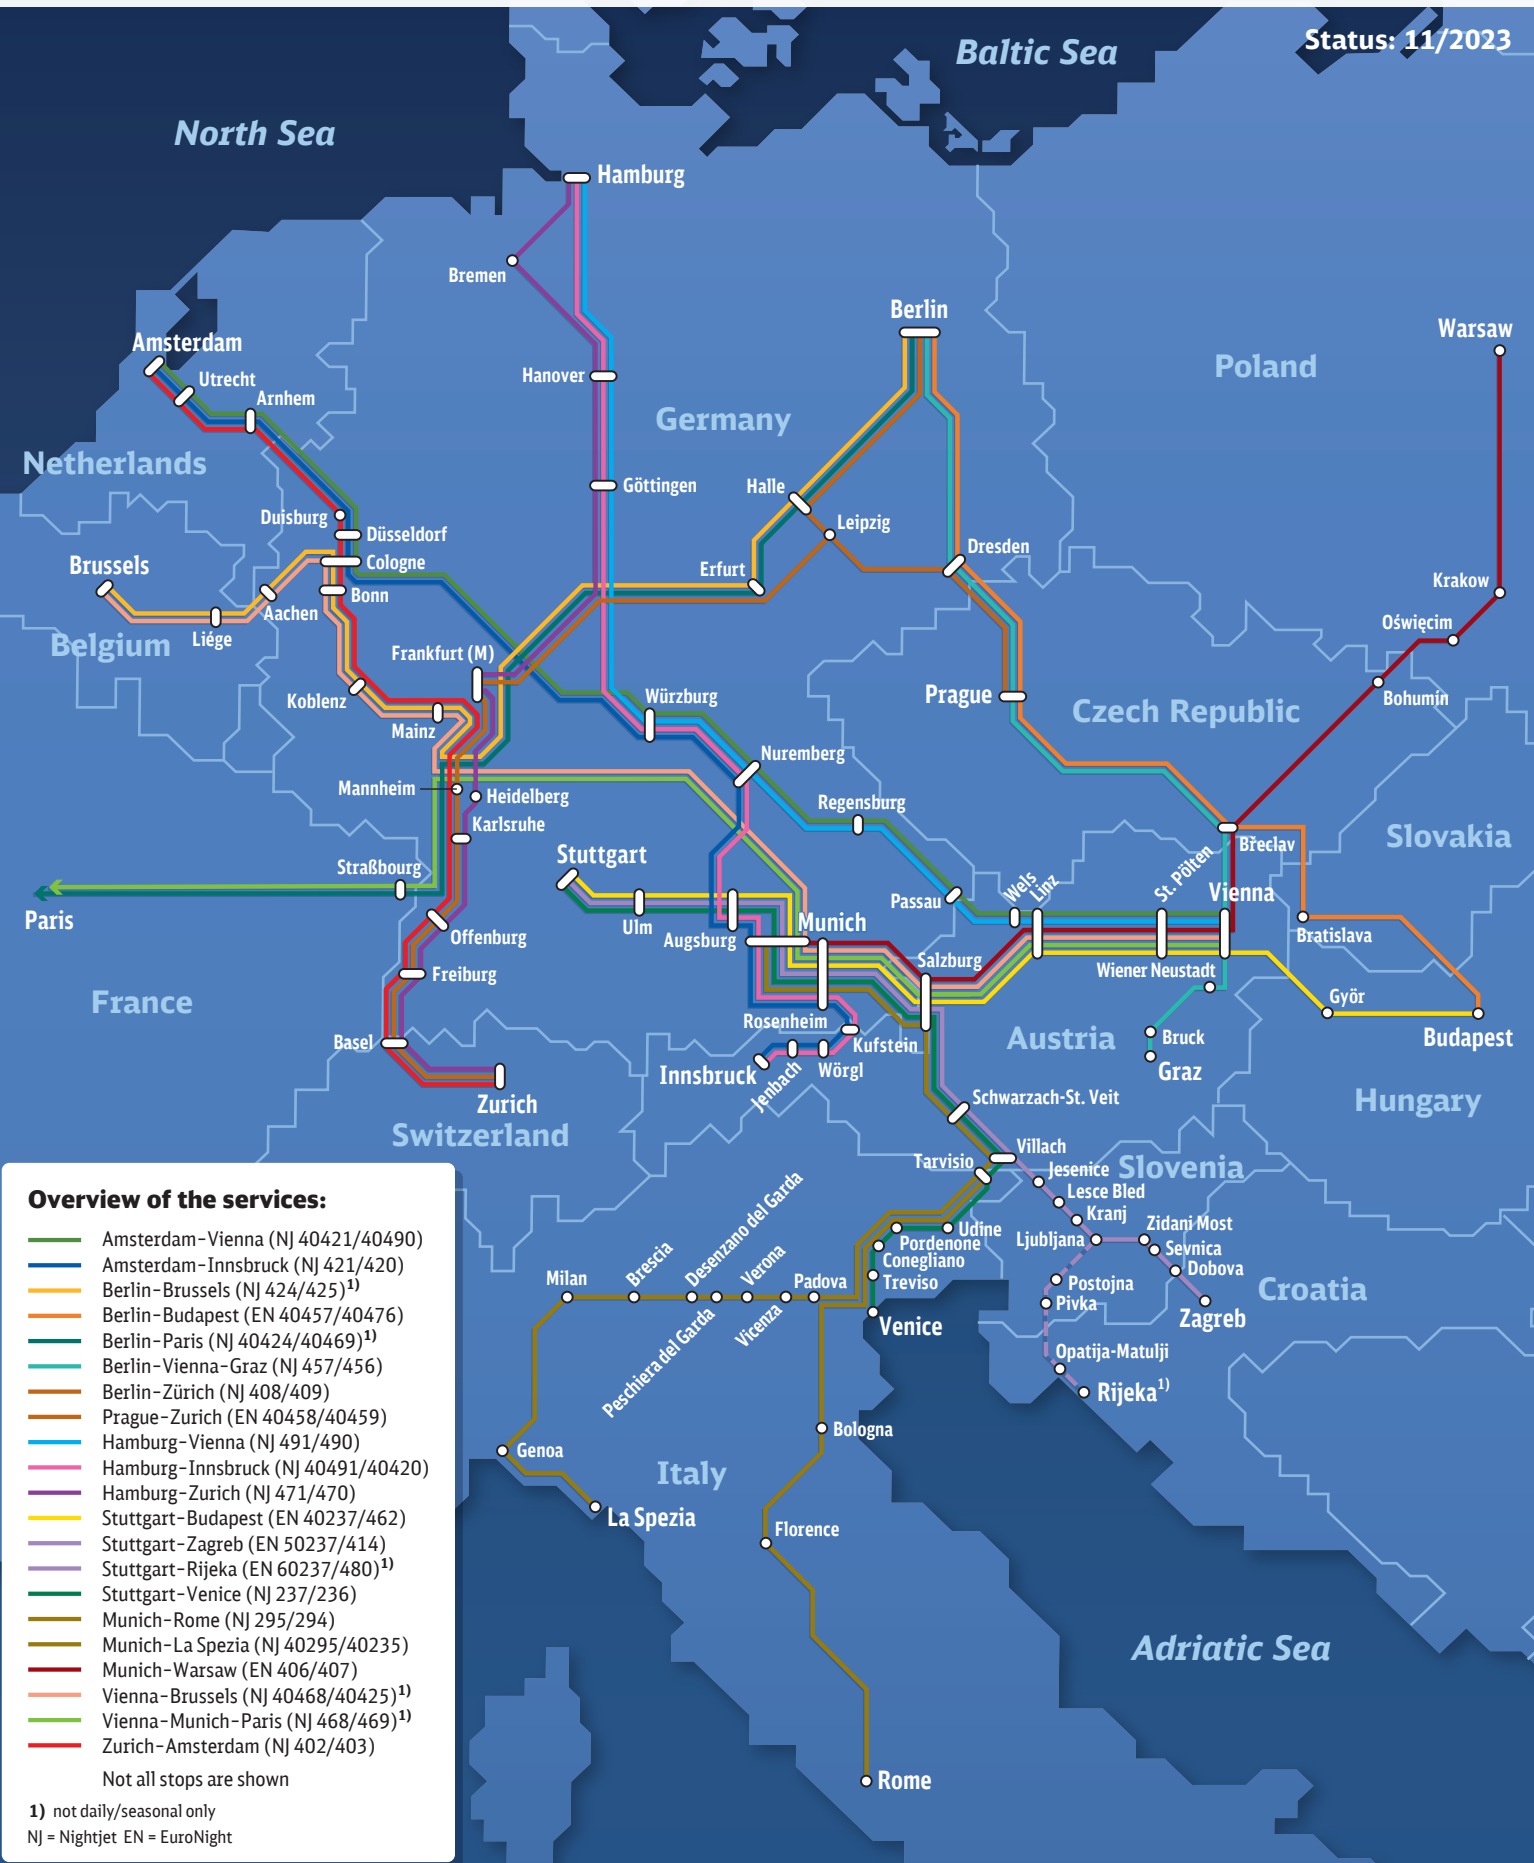 Status: 11/2023
Baltic Sea
North Sea
Hamburg
Bremen
Berlin
Warsaw
Amsterdam
Utrecht
Arnhem
Hanover
Poland
Germany
Netherlands
Göttingen
Halle
Leipzig
Duisburg
Düsseldorf
Dresden
Cologne
Brussels
Erfurt
Krakow
Bonn
Aachen
Oświęcim
Liége
Belgium
Frankfurt (M)
Koblenz
Würzburg
Prague
Bohumin
Czech Republic
Mainz
Nuremberg
Mannheim
Heidelberg
Regensburg
Karlsruhe
Slovakia
Břeclav
Stuttgart
Straßbourg
St. Pölten
Wels
Linz
Vienna
Passau
Paris
Munich
Ulm
Augsburg
Offenburg
Bratislava
Salzburg
Wiener Neustadt
Freiburg
France
Györ
Rosenheim
Basel
Austria
Bruck
Budapest
Kufstein
Innsbruck
Jenbach
Wörgl
Graz
Zurich
Schwarzach-St. Veit
Hungary
Switzerland
Villach
Tarvisio
Slovenia
Jesenice
Lesce Bled
Kranj
Zidani Most
Ljubljana
Udine
Pordenone
Sevnica
Conegliano
Dobova
Desenzano del Garda
Brescia
Verona
Milan
Padova
Treviso
Postojna
Croatia
Pivka
Peschiera del Garda
Vicenza
Venice
Zagreb
Opatija-Matulji
Rijeka1)
Bologna
Genoa
Italy
La Spezia
Florence
Adriatic Sea
Rome
Overview of the services:
Amsterdam-Vienna (NJ 40421/40490)
Amsterdam-Innsbruck (NJ 421/420)
Berlin-Brussels (NJ 424/425)1)
Berlin-Budapest (EN 40457/40476)
Berlin-Paris (NJ 40424/40469)1)
Berlin-Vienna-Graz (NJ 457/456)
Berlin-Zürich (NJ 408/409)
Prague-Zurich (EN 40458/40459)
Hamburg-Vienna (NJ 491/490)
Hamburg-Innsbruck (NJ 40491/40420)
Hamburg-Zurich (NJ 471/470)
Stuttgart-Budapest (EN 40237/462)
Stuttgart-Zagreb (EN 50237/414)
Stuttgart-Rijeka (EN 60237/480)1)
Stuttgart-Venice (NJ 237/236)
Munich-Rome (NJ 295/294)
Munich-La Spezia (NJ 40295/40235)
Munich-Warsaw (EN 406/407)
Vienna-Brussels (NJ 40468/40425)1)
Vienna-Munich-Paris (NJ 468/469)1)
Zurich-Amsterdam (NJ 402/403)
Not all stops are shown
1) not daily/seasonal only
NJ = Nightjet EN = EuroNight